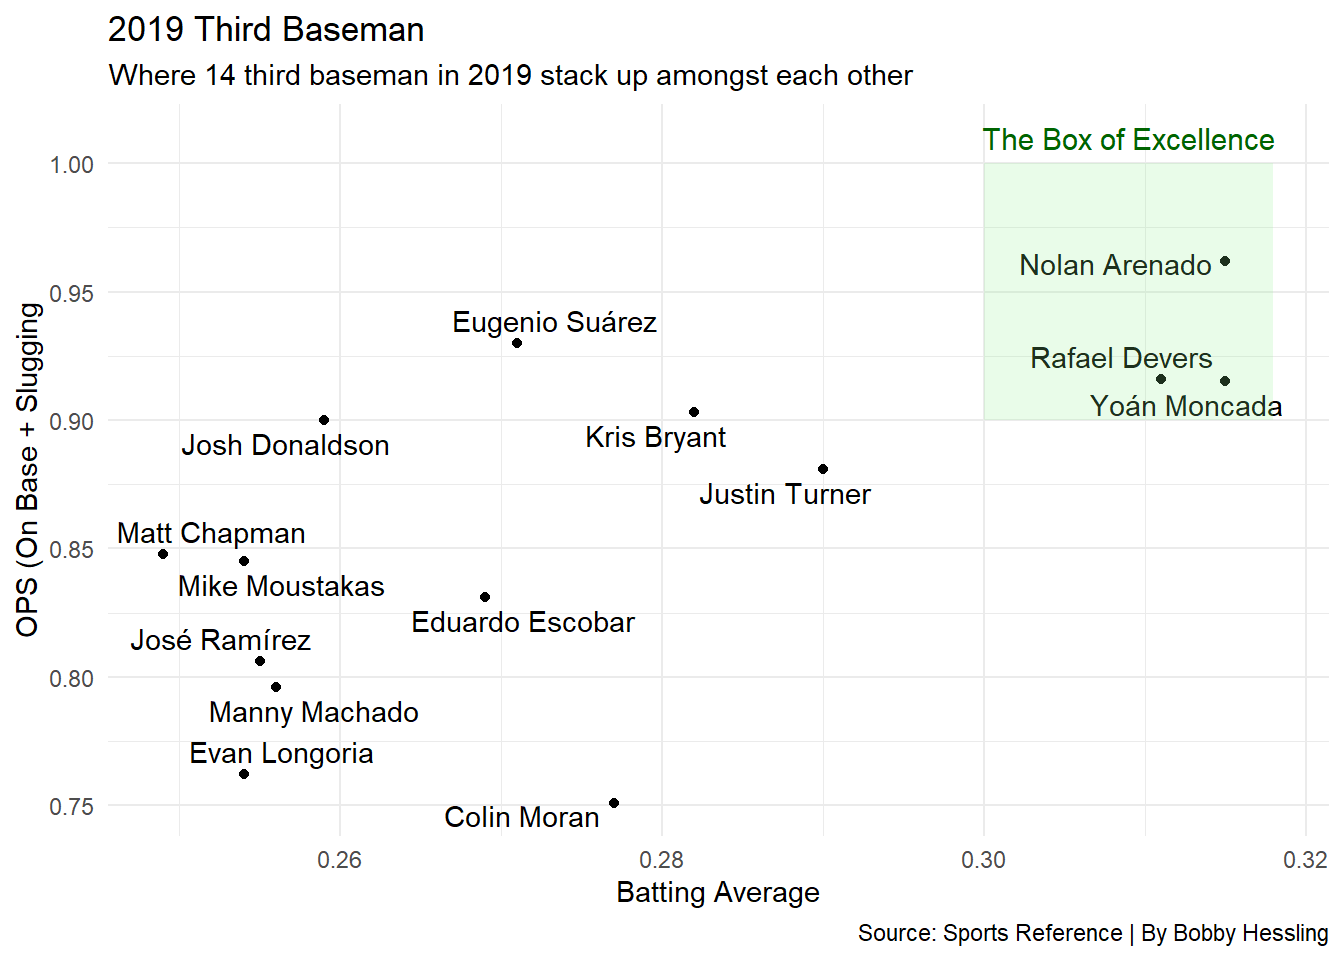 2019 Third Baseman
Where 14 third baseman in 2019 stack up amongst each other
The Box of Excellence
1.00
Nolan Arenado
0.95
Eugenio Suárez
Rafael Devers
Yoán Moncada
0.90
Josh Donaldson
Kris Bryant
Justin Turner
Matt Chapman
0.85
Mike Moustakas
Eduardo Escobar
José Ramírez
0.80
Manny Machado
Evan Longoria
0.75
Colin Moran
OPS (On Base + Slugging
0.26 0.28 0.30 0.32
Batting Average
Source: Sports Reference | By Bobby Hessling